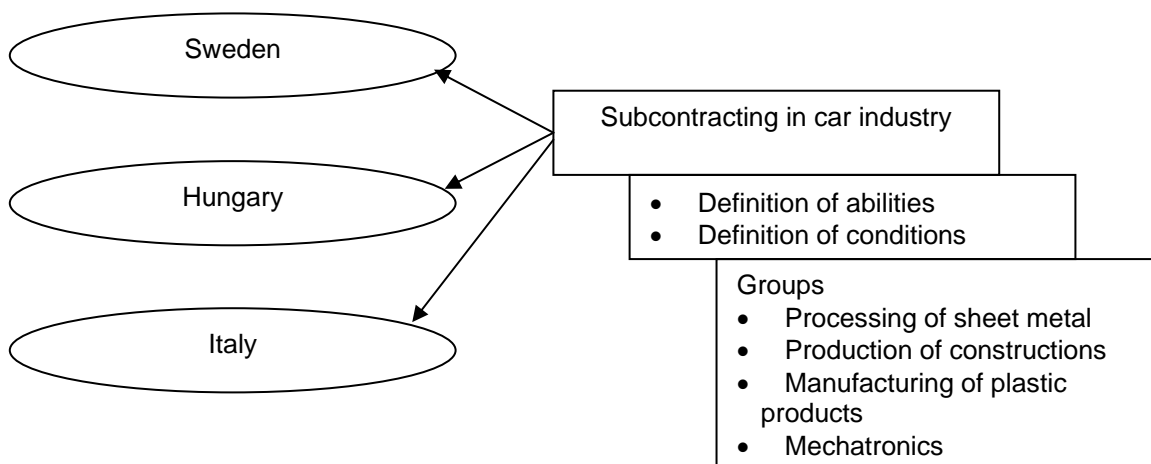 Sweden
Subcontracting in car industry
Hungary
• Definition of abilities
• Definition of conditions
Italy
Groups
• Processing of sheet metal
• Production of constructions
• Manufacturing of plastic
products
• Mechatronics